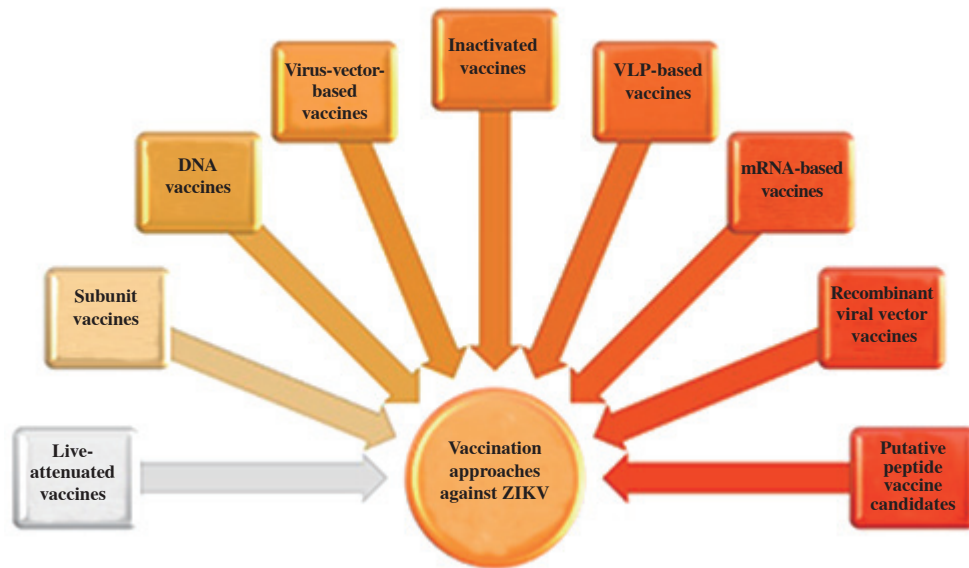 Inactivated
vaccines
Virus-vector-
based
vaccines
VLP-based
vaccines
DNA
vaccines
mRNA-based
vaccines
Subunit
vaccines
Recombinant
viral vector
vaccines
Live-
attenuated
vaccines
Vaccination
approaches
against ZIKV
Putative
peptide
vaccine
candidates